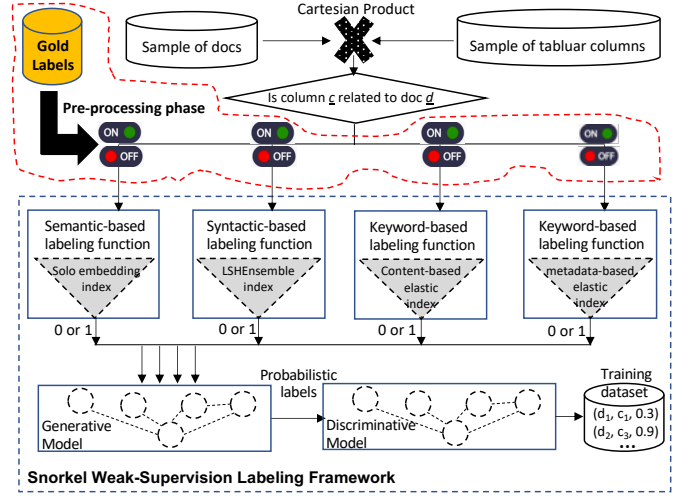 Cartesian Product
Gold
Labels
Sample of docs
Sample of tabluar columns
Is column c related to doc d
Pre-processing phase
ON
OFF
ON
OFF
ON
OFF
ON
OFF
Semantic-based
labeling function
Solo embedding
index
Syntactic-based
labeling function
LSHEnsemble
index
Keyword-based
labeling function
Content-based
elastic
index
Keyword-based
labeling function
metadata-based
elastic
index
0 or 1
0 or 1
0 or 1
0 or 1
Generative
Model
Probabilistic
labels
Discriminative
Model
Training
dataset
(d₁, c₁, 0.3)
(d₂, c₃, 0.9)
...
Snorkel Weak-Supervision Labeling Framework